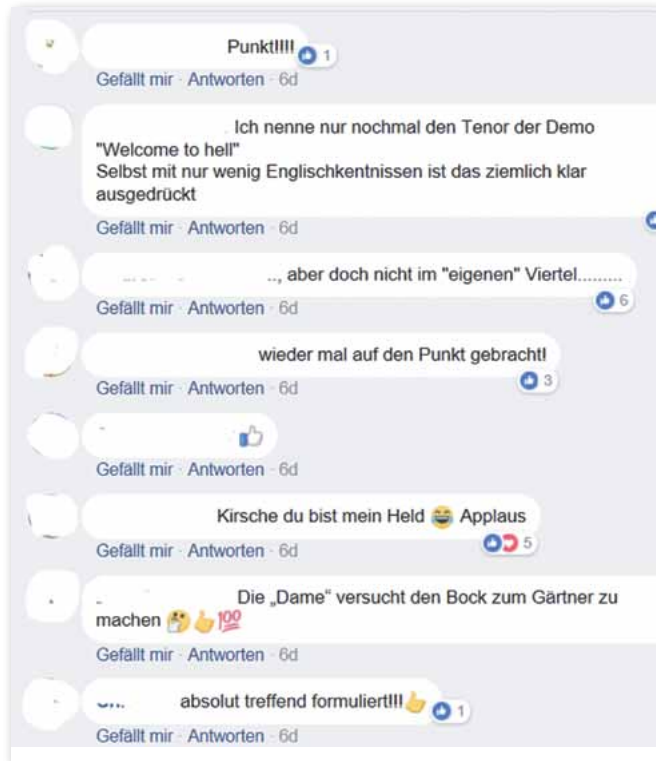 Punkt!!!! 1
Gefällt mir · Antworten · 6d
Ich nenne nur nochmal den Tenor der Demo
"Welcome to hell"
Selbst mit nur wenig Englischkentnissen ist das ziemlich klar
ausgedrückt
Gefällt mir · Antworten · 6d
.., aber doch nicht im "eigenen" Viertel.........
6
Gefällt mir · Antworten · 6d
wieder mal auf den Punkt gebracht!
3
Gefällt mir · Antworten · 6d
Gefällt mir · Antworten · 6d
Kirsche du bist mein Held 😂 Applaus
5
Gefällt mir · Antworten · 6d
Die „Dame“ versucht den Bock zum Gärtner zu
machen 🤔👍💯
Gefällt mir · Antworten · 6d
absolut treffend formuliert!!!👍 1
Gefällt mir · Antworten · 6d